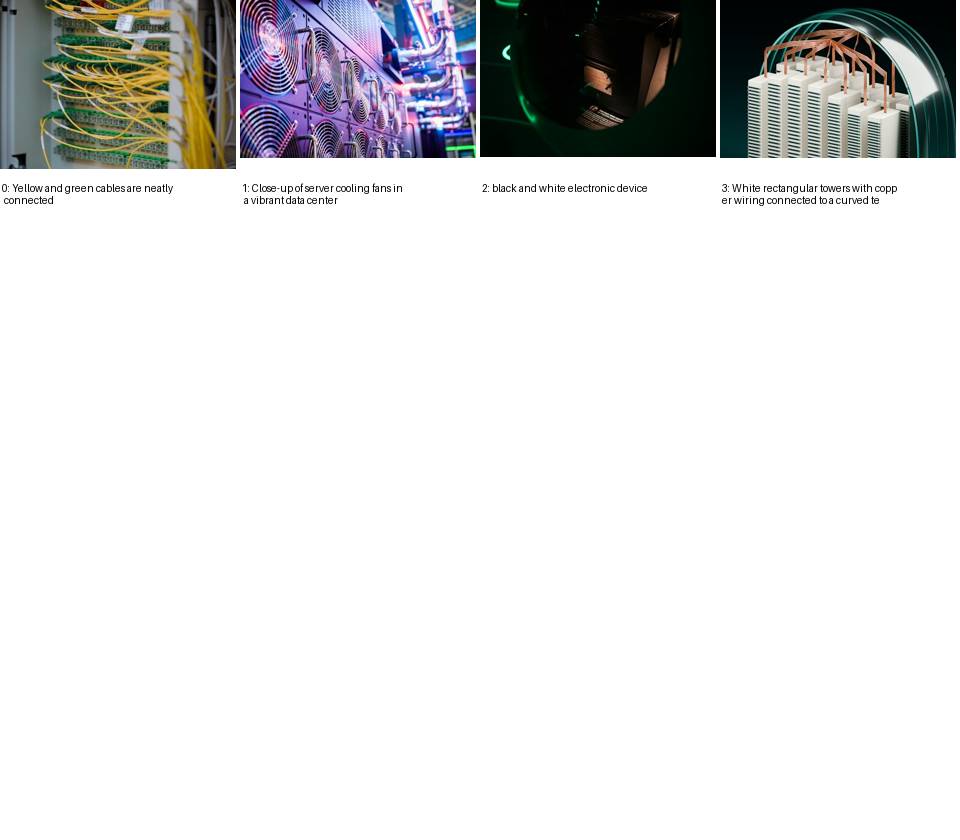 0: Yellow and green cables are neatly
connected
1: Close-up of server cooling fans in
a vibrant data center
2: black and white electronic device
3: White rectangular towers with copp
er wiring connected to a curved te